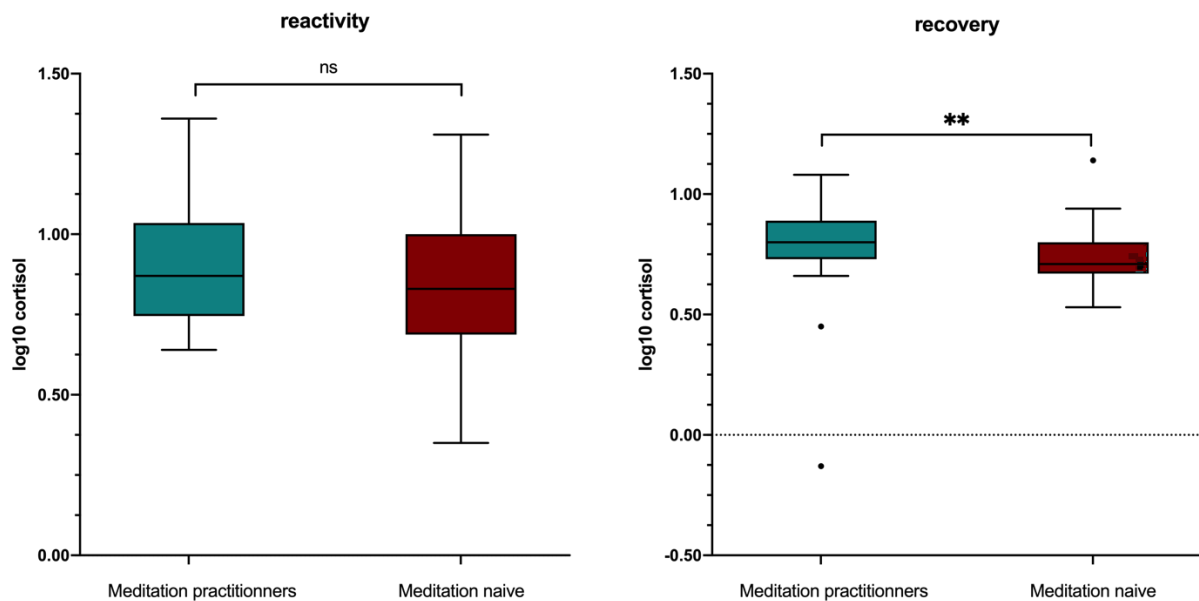 reactivity
ns
1.50
1.00
0.50
0.00
log10 cortisol
Meditation practitionners
Meditation naive
recovery
**
1.50
1.00
0.50
0.00
-0.50
log10 cortisol
Meditation practitionners
Meditation naive